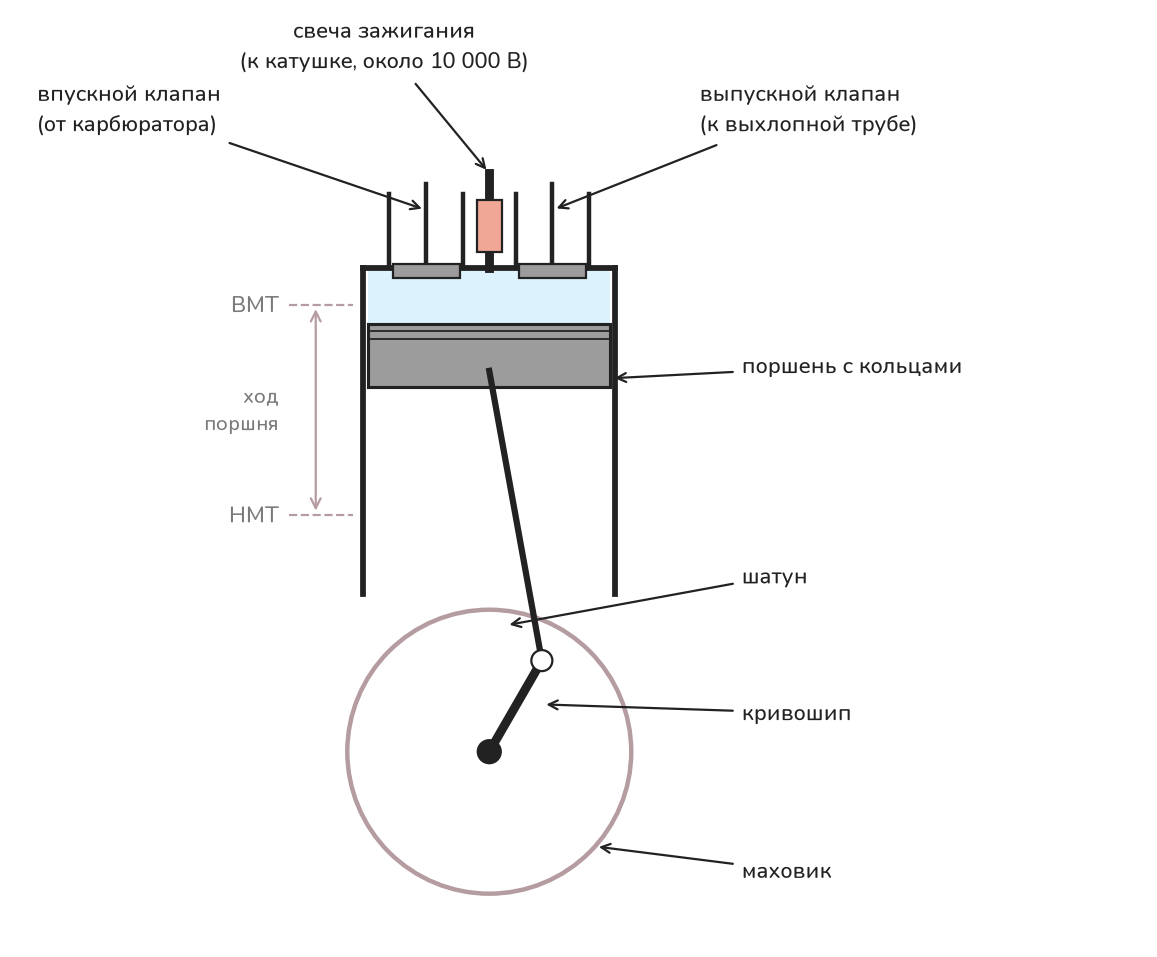 свеча зажигания
(к катушке, около 10 000 В)
впускной клапан
(от карбюратора)
выпускной клапан
(к выхлопной трубе)
ВМТ
поршень с кольцами
ход
поршня
НМТ
шатун
кривошип
маховик